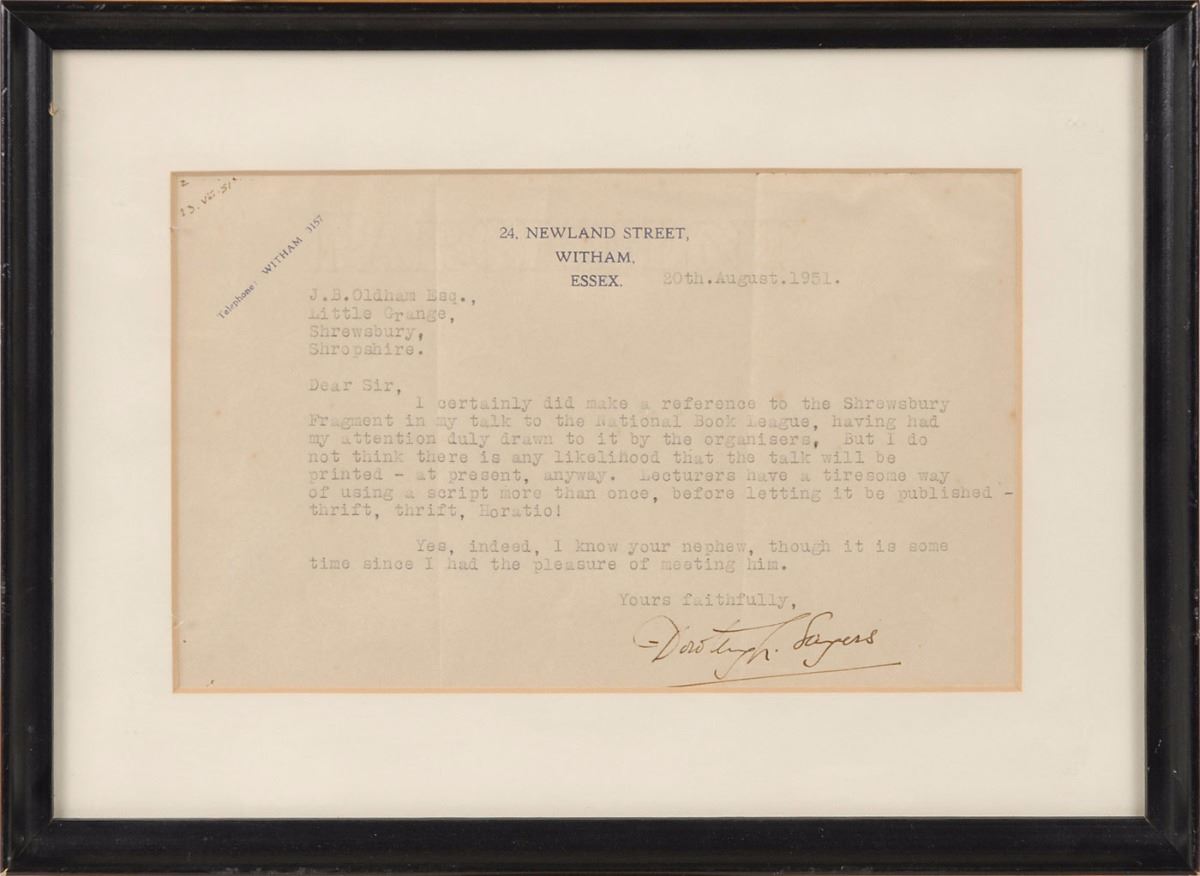 23.VIII.51
Telephone: WITHAM 3157
24, NEWLAND STREET,
WITHAM,
ESSEX.
20th.August.1951.
J.B.Oldham Esq.,
Little Grange,
Shrewsbury,
Shropshire.
Dear Sir,
I certainly did make a reference to the Shrewsbury
Fragment in my talk to the National Book League, having had
my attention duly drawn to it by the organisers, But I do
not think there is any likelihood that the talk will be
printed - at present, anyway. Lecturers have a tiresome way
of using a script more than once, before letting it be published -
thrift, thrift, Horatio!
Yes, indeed, I know your nephew, though it is some
time since I had the pleasure of meeting him.
Yours faithfully,
Dorothy L. Sayers